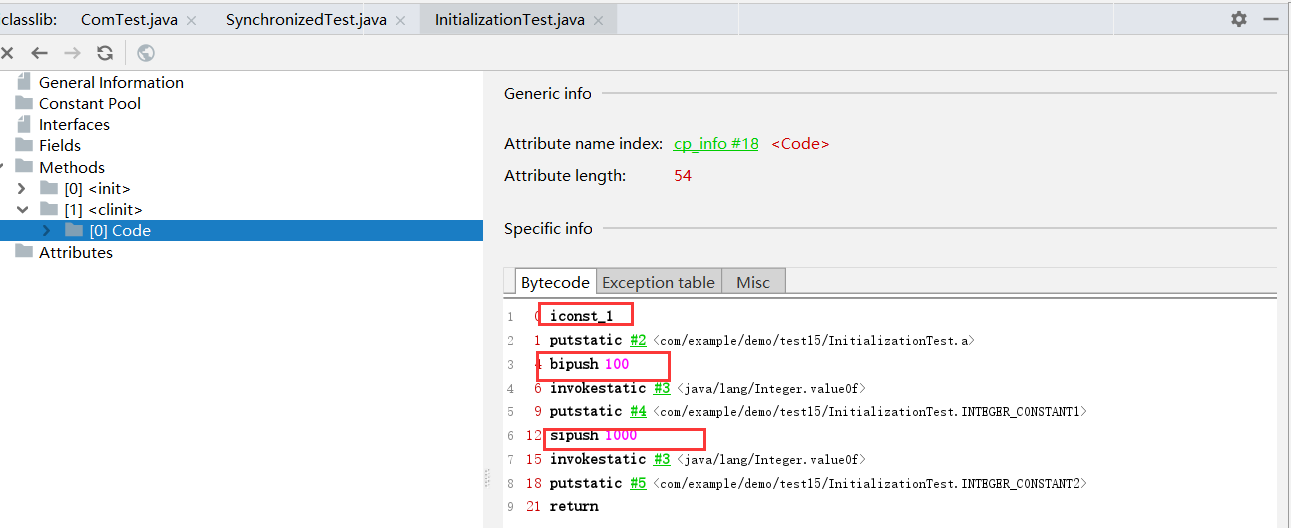 classlib: ComTest.java SynchronizedTest.java InitializationTest.java
General Information
Constant Pool
Interfaces
Fields
Methods
[0] <init>
[1] <clinit>
[0] Code
Attributes
Generic info
Attribute name index: cp_info #18 <Code>
Attribute length: 54
Specific info
Bytecode Exception table Misc
1 0 iconst_1
2 1 putstatic #2 <com/example/demo/test15/InitializationTest.a>
3 4 bipush 100
4 6 invokestatic #3 <java/lang/Integer.valueOf>
5 9 putstatic #4 <com/example/demo/test15/InitializationTest.INTEGER_CONSTANT1>
6 12 sipush 1000
7 15 invokestatic #3 <java/lang/Integer.valueOf>
8 18 putstatic #5 <com/example/demo/test15/InitializationTest.INTEGER_CONSTANT2>
9 21 return